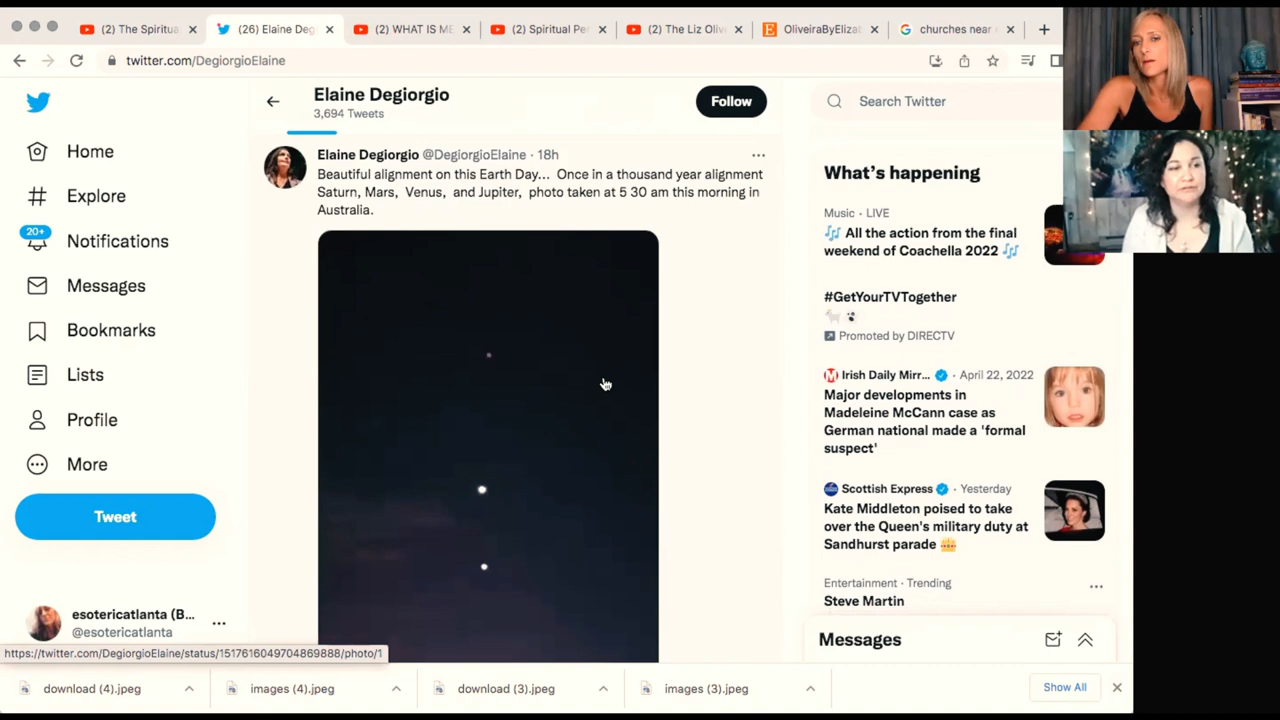 (2) The Spiritua
(26) Elaine Deg
(2) WHAT IS ME
(2) Spiritual Pe
(2) The Liz Oliv
OliveiraByElizab
churches near
twitter.com/DegiorgioElaine
Elaine Degiorgio
3,694 Tweets
Follow
Search Twitter
Home
Explore
20+
Notifications
Messages
Bookmarks
Lists
Profile
More
Tweet
esotericatlanta (B...
@esotericatlanta
Elaine Degiorgio @DegiorgioElaine · 18h
Beautiful alignment on this Earth Day... Once in a thousand year alignment
Saturn, Mars, Venus, and Jupiter, photo taken at 5 30 am this morning in
Australia.
What's happening
Music · LIVE
🎶 All the action from the final
weekend of Coachella 2022 🎶
#GetYourTVTogether
Promoted by DIRECTV
Irish Daily Mirr... · April 22, 2022
Major developments in
Madeleine McCann case as
German national made a 'formal
suspect'
Scottish Express · Yesterday
Kate Middleton poised to take
over the Queen's military duty at
Sandhurst parade 👑
Entertainment · Trending
Steve Martin
Messages
https://twitter.com/DegiorgioElaine/status/1517616049704869888/photo/1
download (4).jpeg
images (4).jpeg
download (3).jpeg
images (3).jpeg
Show All